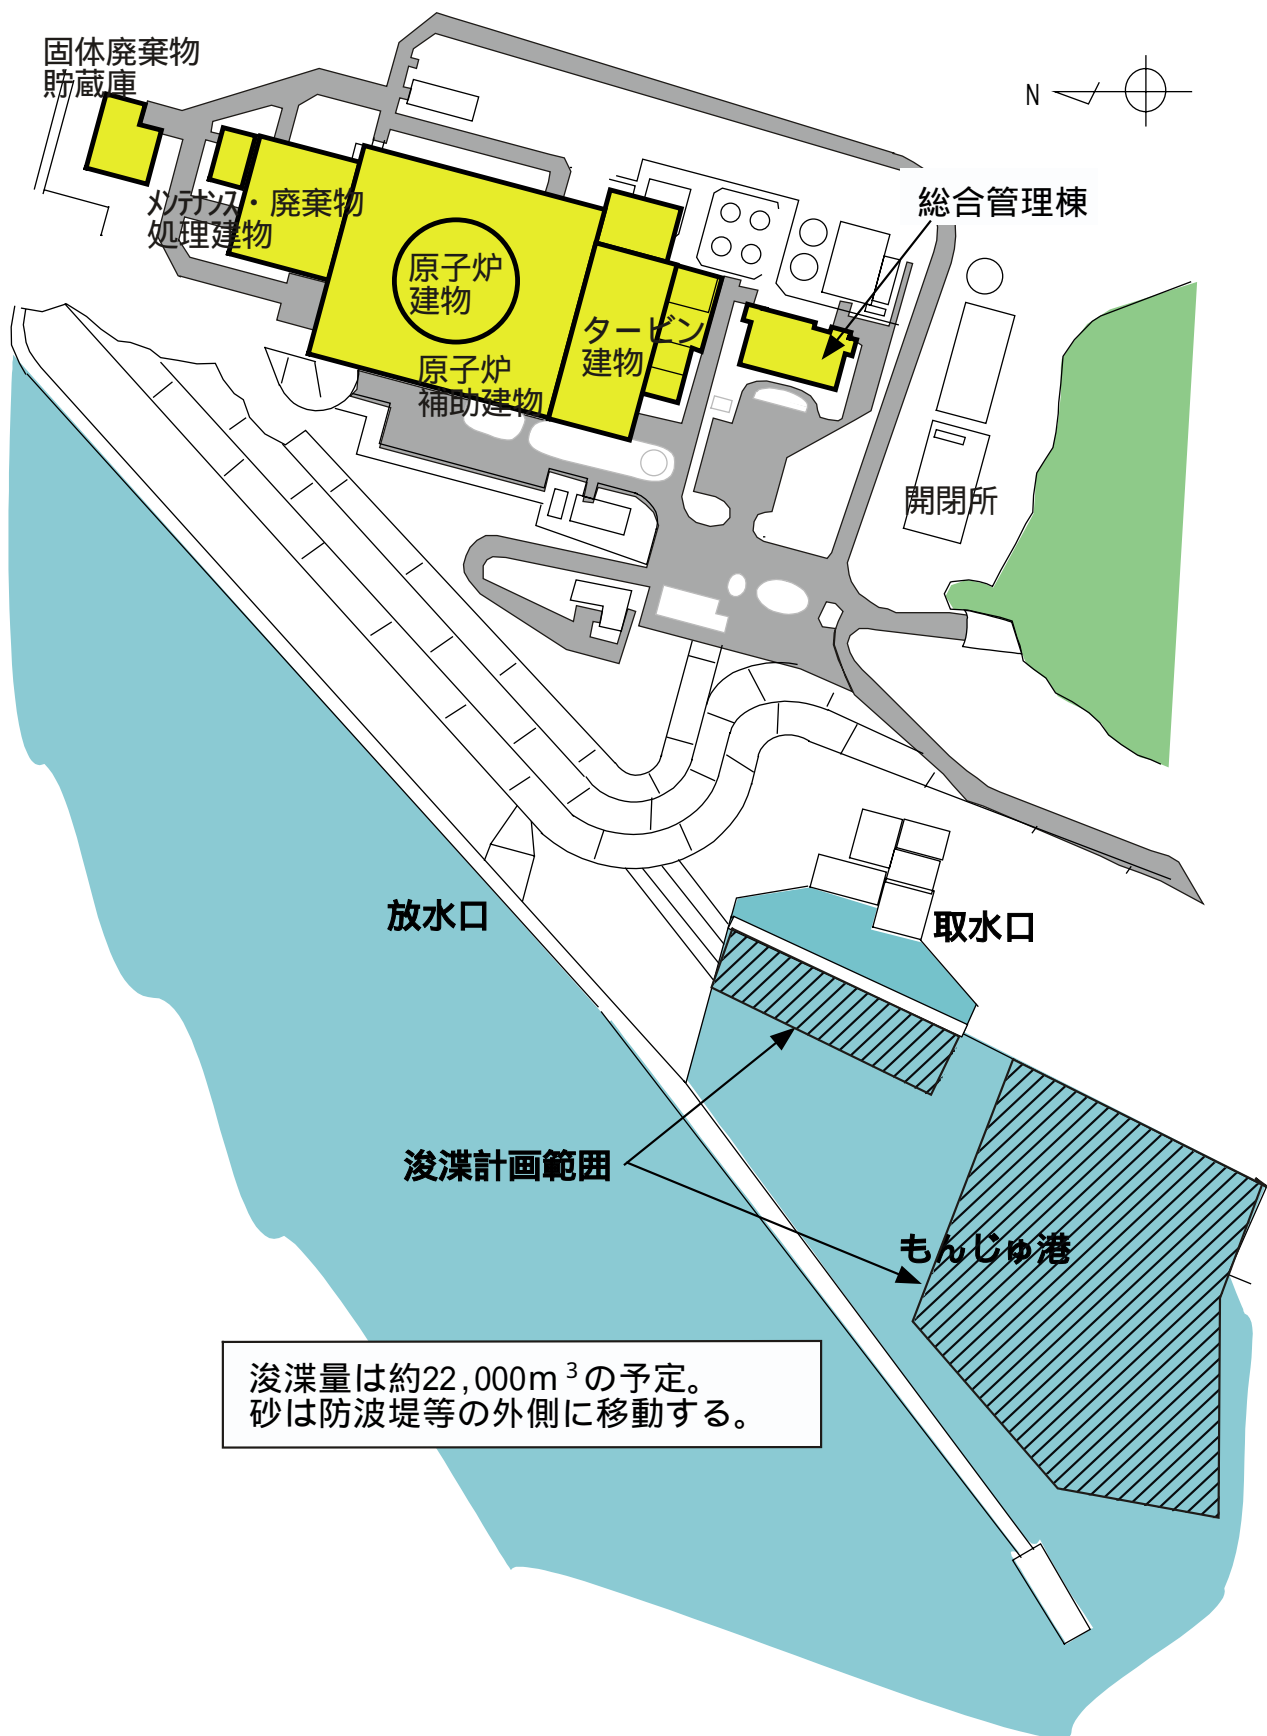 固体廃棄物
貯蔵庫
N
総合管理棟
ﾒﾝﾃﾅﾝｽ・廃棄物
処理建物
原子炉
建物
タービン
建物
原子炉
補助建物
開閉所
放水口
取水口
浚渫計画範囲
もんじゅ港
浚渫量は約22,000m³の予定。
砂は防波堤等の外側に移動する。